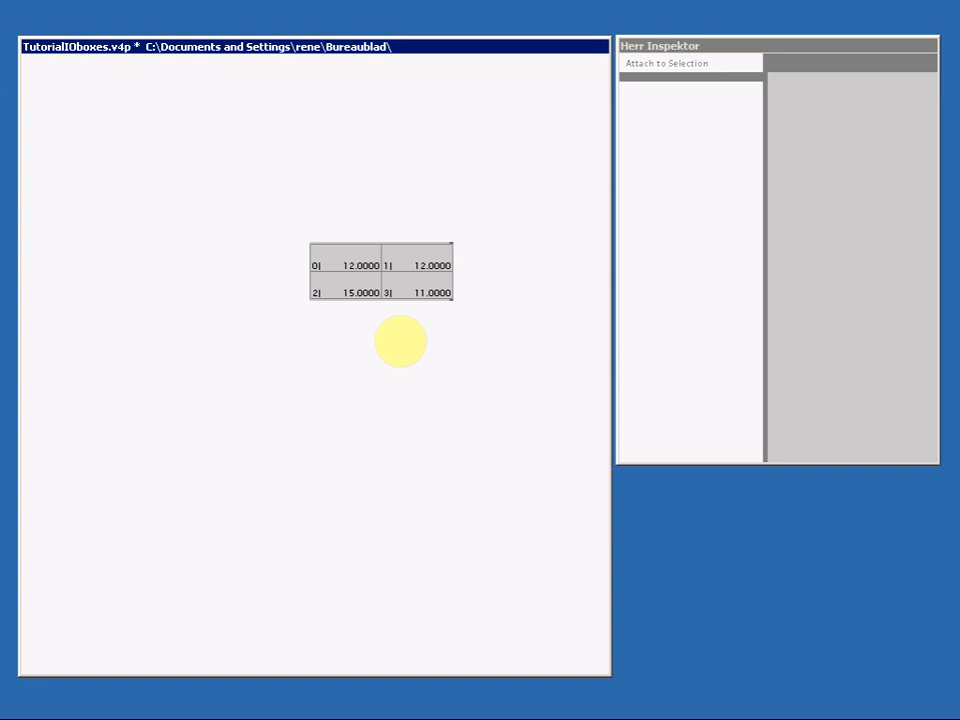 TutorialIOboxes.v4p * C:\Documents and Settings\rene\Bureaublad\
Herr Inspektor
Attach to Selection
0| 12.0000 1| 12.0000
2| 15.0000 3| 11.0000